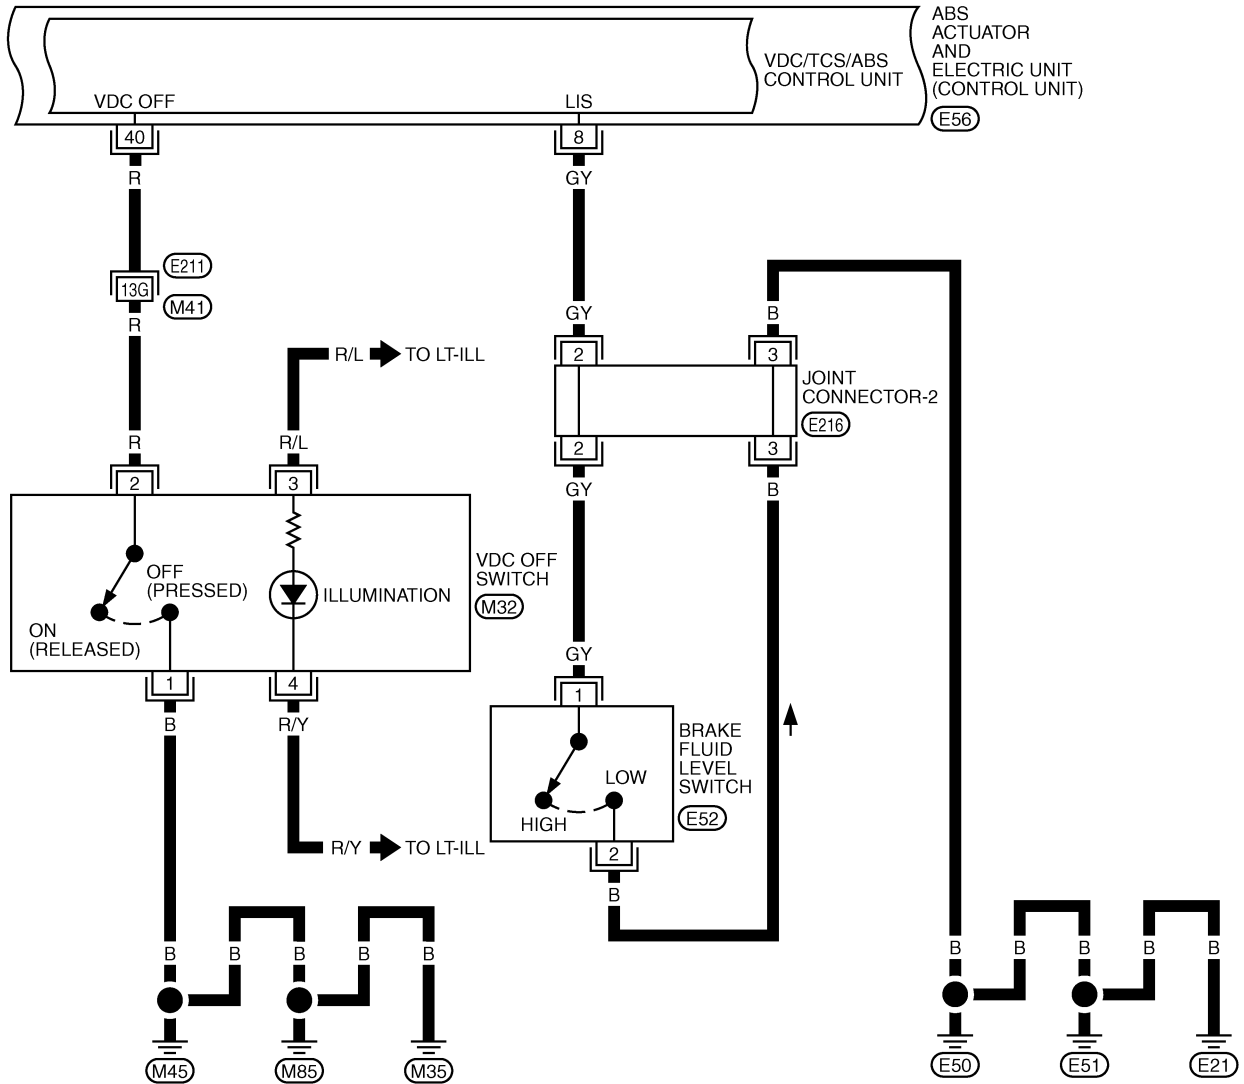 ABS
ACTUATOR
AND
ELECTRIC UNIT
(CONTROL UNIT)
E56
VDC/TCS/ABS
CONTROL UNIT
VDC OFF
LIS
40
8
R
GY
E211
13G
M41
R
GY
B
R/L
TO LT-ILL
2
3
JOINT
CONNECTOR-2
E216
R
R/L
2
3
2
3
GY
B
VDC OFF
SWITCH
M32
OFF
(PRESSED)
ILLUMINATION
ON
(RELEASED)
GY
1
4
1
B
R/Y
BRAKE
FLUID
LEVEL
SWITCH
E52
LOW
HIGH
R/Y
TO LT-ILL
2
B
B
B
B
B
B
B
B
B
B
B
M45
M85
M35
E50
E51
E21